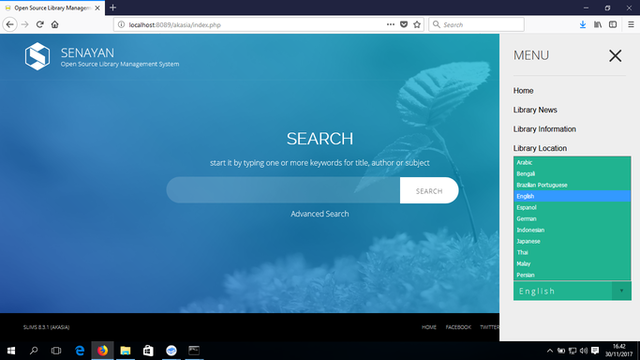 Open Source Library Managem
localhost:8089/akasia/index.php
Search
SENAYAN
Open Source Library Management System
MENU
Home
Library News
Library Information
Library Location
SEARCH
start it by typing one or more keywords for title, author or subject
SEARCH
Advanced Search
Arabic
Bengali
Brazilian Portuguese
English
Espanol
German
Indonesian
Japanese
Thai
Malay
Persian
English
SLIMS 8.3.1 (AKASIA)
HOME
FACEBOOK
TWITTER
16.42
30/11/2017